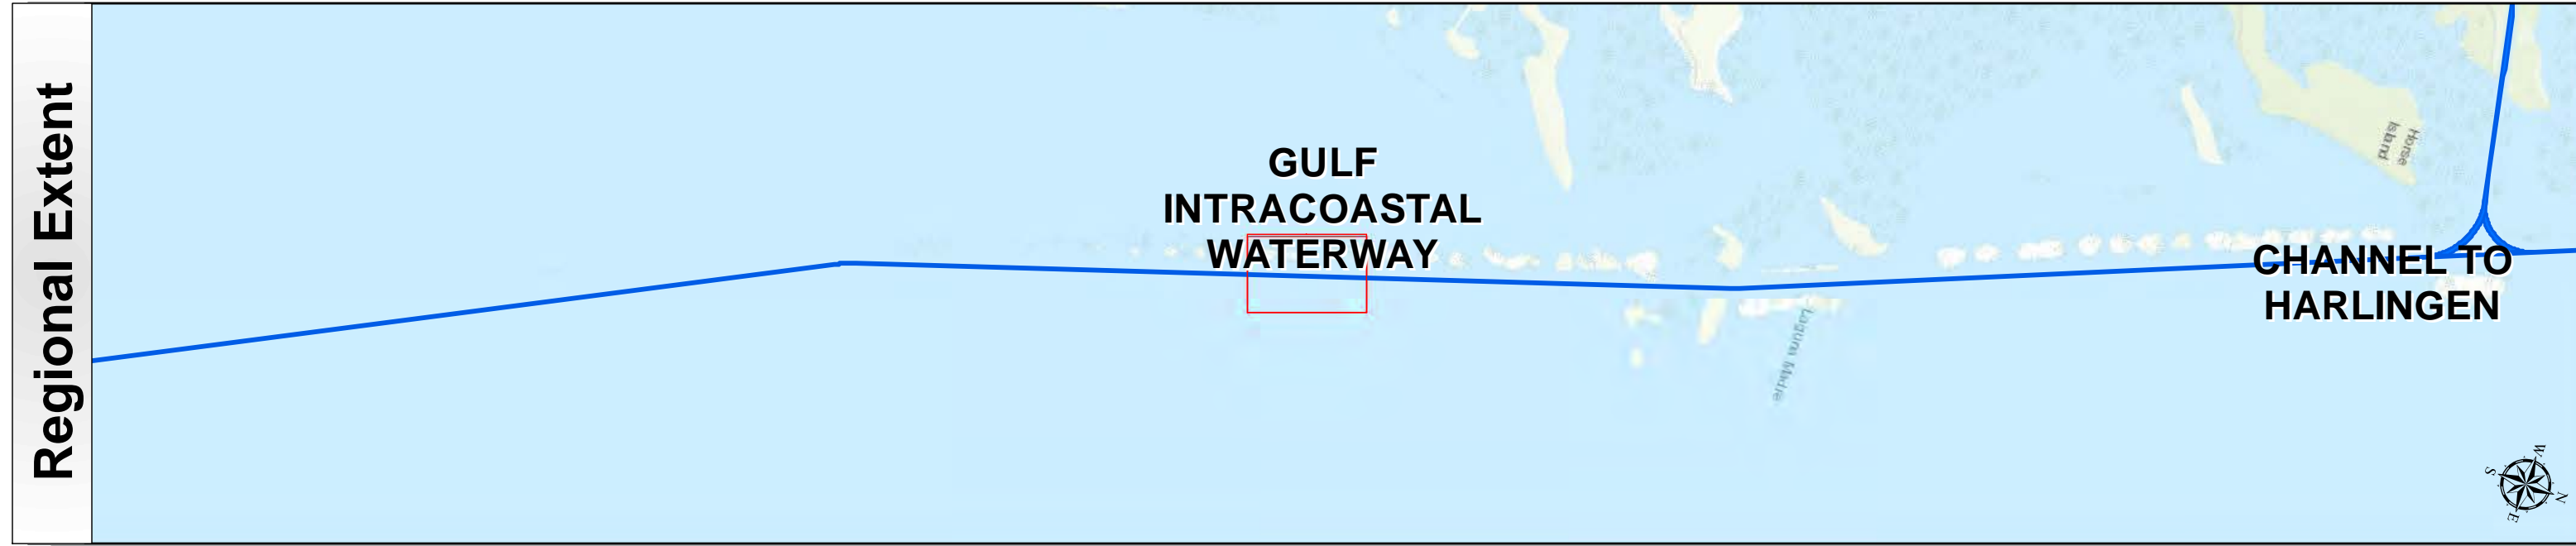 Regional Extent
GULF
INTRACOASTAL
WATERWAY
Horse
Island
CHANNEL TO
HARLINGEN
Laguna Madre
W
S
N
E